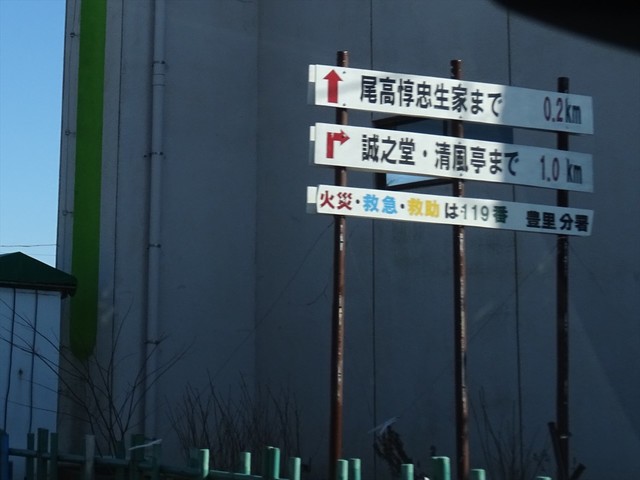 尾高惇忠生家まで 0.2km
誠之堂・清風亭まで 1.0km
火災・救急・救助は119番 豊里分署